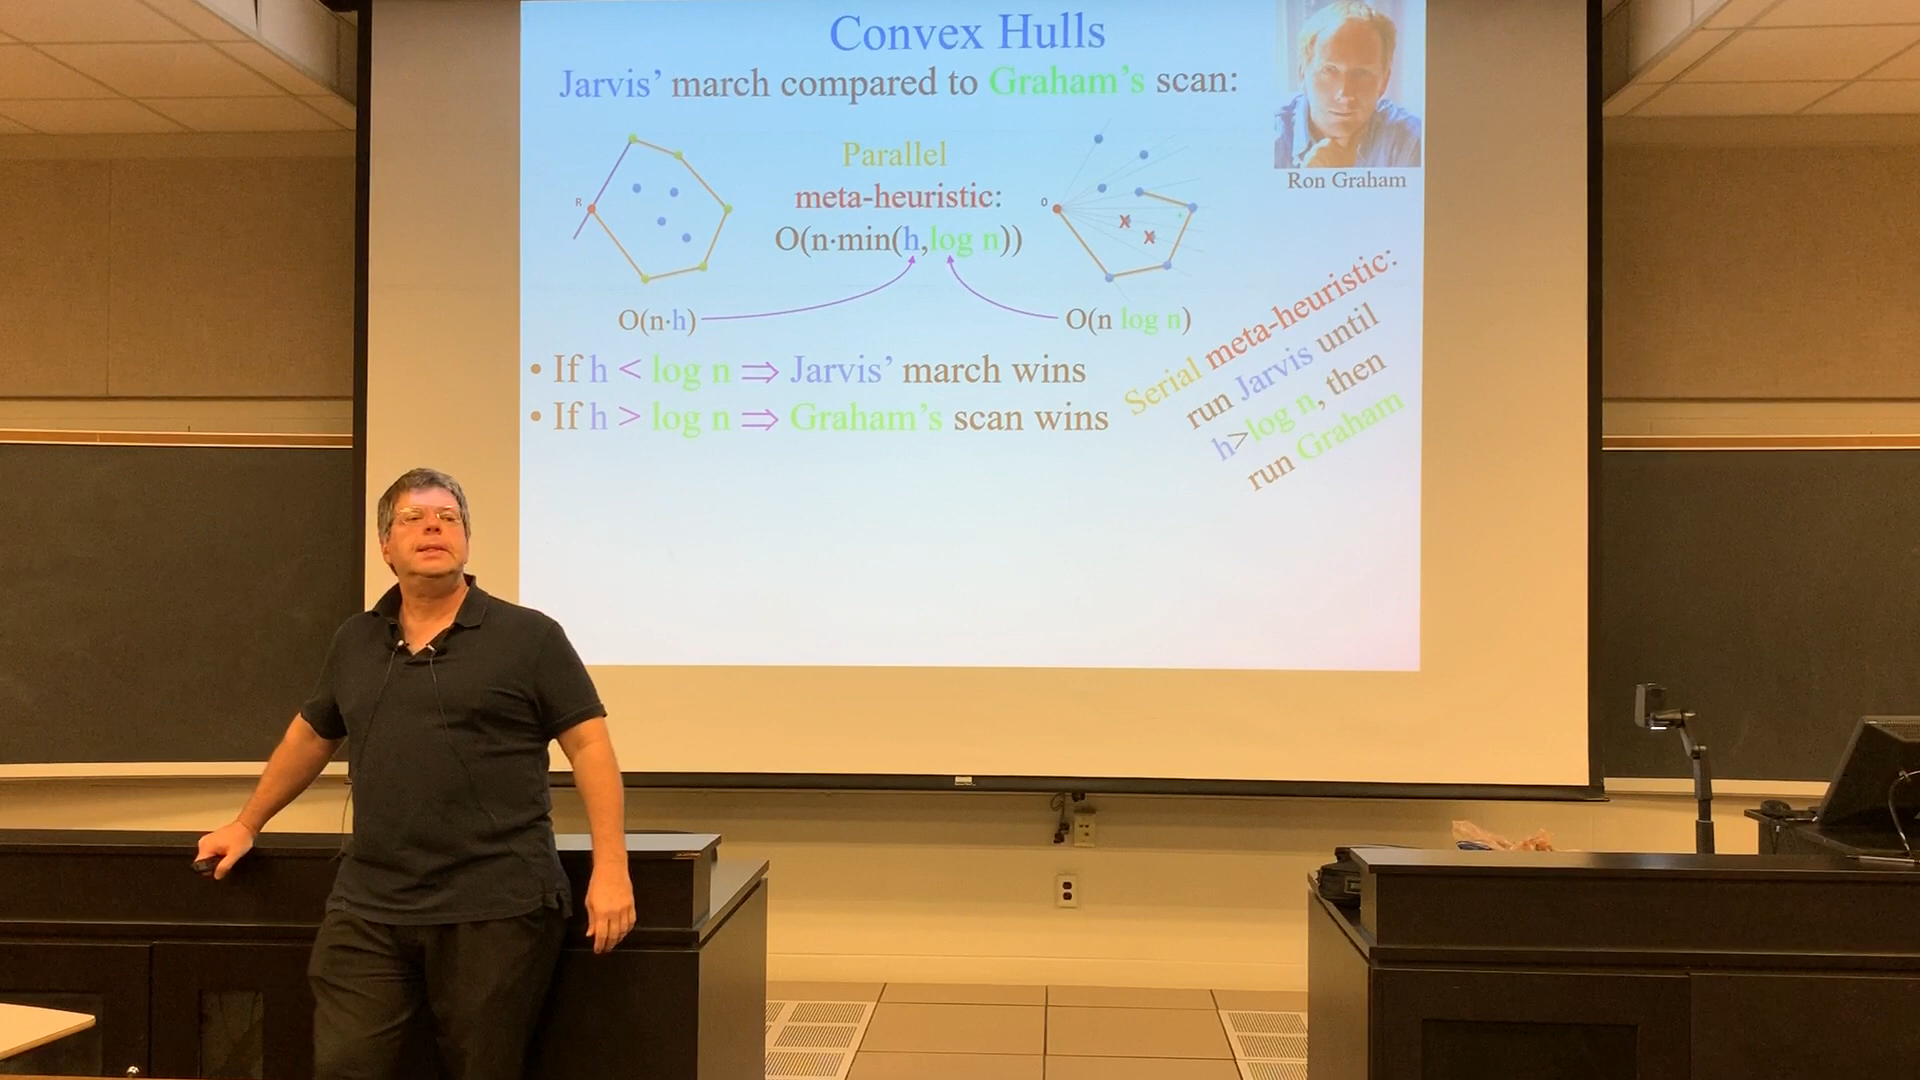 Convex Hulls
Jarvis’ march compared to Graham’s scan:
Ron Graham
Parallel
meta-heuristic:
O(n·min(h,log n))
R
O
X
X
O(n·h)
O(n log n)
• If h < log n ⇒ Jarvis’ march wins
• If h > log n ⇒ Graham’s scan wins
Serial meta-heuristic:
run Jarvis until
h>log n, then
run Graham